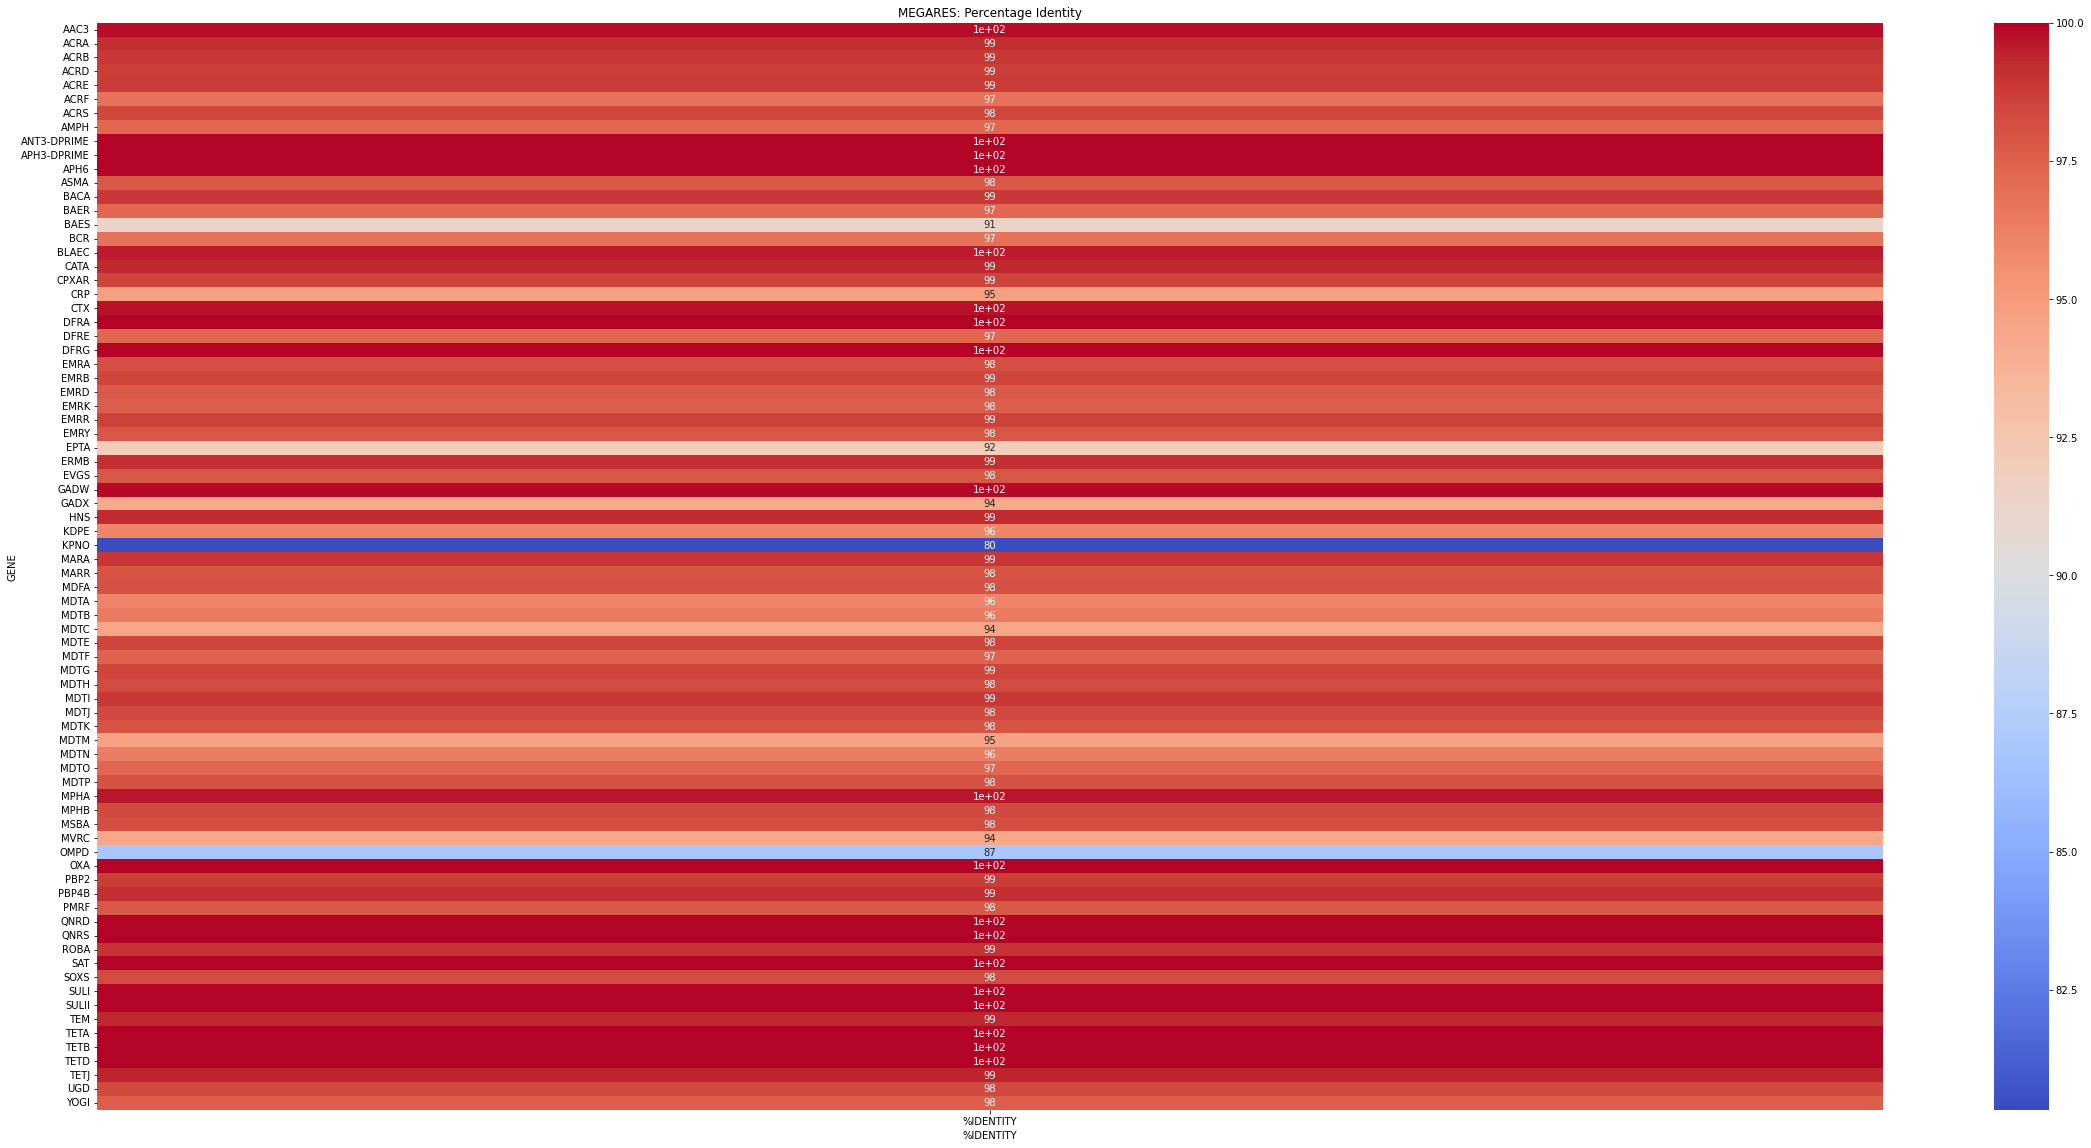 MEGARES: Percentage Identity
AAC3 1e+02
ACRA 99
ACRB 99
ACRD 99
ACRE 99
ACRF 97
ACRS 98
AMPH 97
ANT3-DPRIME 1e+02
APH3-DPRIME 1e+02
APH6 1e+02
ASMA 98
BACA 99
BAER 97
BAES 91
BCR 97
BLAEC 1e+02
CATA 99
CPXAR 99
CRP 95
CTX 1e+02
DFRA 1e+02
DFRE 97
DFRG 1e+02
EMRA 98
EMRB 99
EMRD 98
EMRK 98
EMRR 99
EMRY 98
EPTA 92
ERMB 99
EVGS 98
GADW 1e+02
GADX 94
HNS 99
KDPE 96
KPNO 80
MARA 99
MARR 98
MDFA 98
MDTA 96
MDTB 96
MDTC 94
MDTE 98
MDTF 97
MDTG 99
MDTH 98
MDTI 99
MDTJ 98
MDTK 98
MDTM 95
MDTN 96
MDTO 97
MDTP 98
MPHA 1e+02
MPHB 98
MSBA 98
MVRC 94
OMPD 87
OXA 1e+02
PBP2 99
PBP4B 99
PMRF 98
QNRD 1e+02
QNRS 1e+02
ROBA 99
SAT 1e+02
SOXS 98
SULI 1e+02
SULII 1e+02
TEM 99
TETA 1e+02
TETB 1e+02
TETD 1e+02
TETJ 99
UGD 98
YOGI 98
GENE
%IDENTITY
%IDENTITY
100.0
97.5
95.0
92.5
90.0
87.5
85.0
82.5